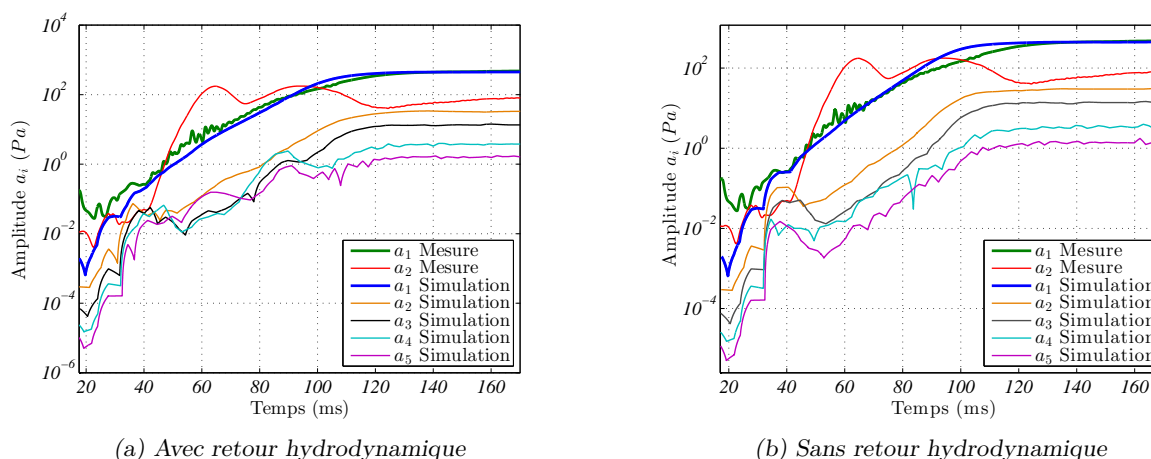 10^4
10^2
10^0
10^-2
10^-4
10^-6
Amplitude a_i (Pa)
20 40 60 80 100 120 140 160
Temps (ms)
a_1 Mesure
a_2 Mesure
a_1 Simulation
a_2 Simulation
a_3 Simulation
a_4 Simulation
a_5 Simulation
(a) Avec retour hydrodynamique
10^2
10^0
10^-2
10^-4
Amplitude a_i (Pa)
20 40 60 80 100 120 140 160
Temps (ms)
a_1 Mesure
a_2 Mesure
a_1 Simulation
a_2 Simulation
a_3 Simulation
a_4 Simulation
a_5 Simulation
(b) Sans retour hydrodynamique